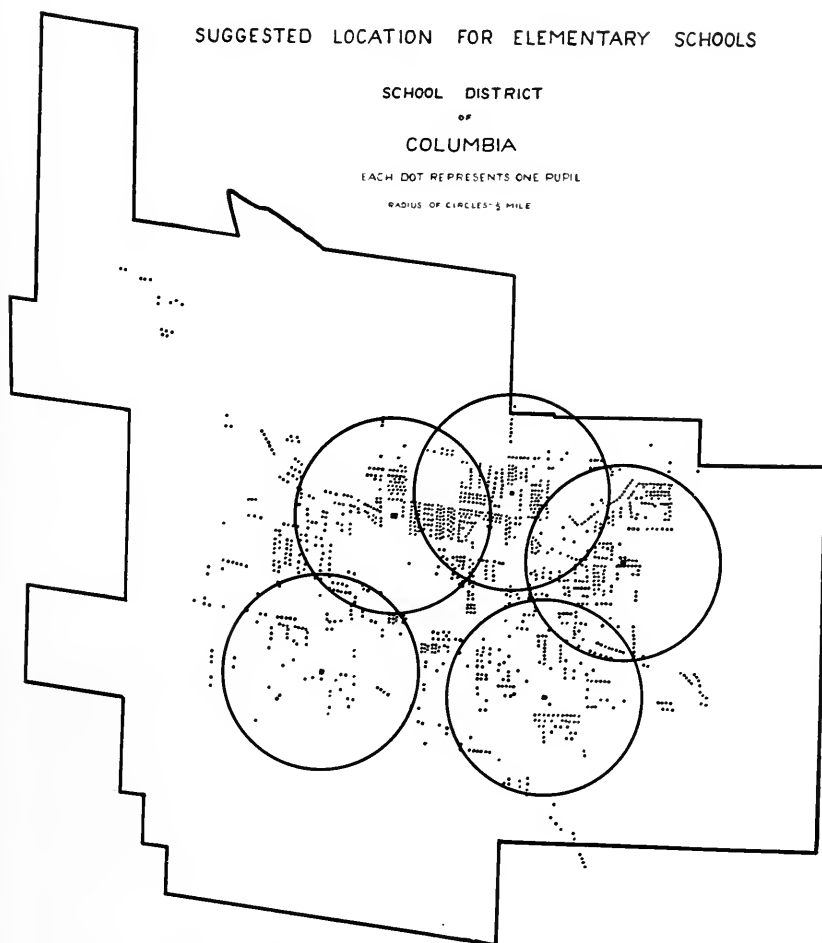 SUGGESTED LOCATION FOR ELEMENTARY SCHOOLS
SCHOOL DISTRICT
OF
COLUMBIA
EACH DOT REPRESENTS ONE PUPIL
RADIUS OF CIRCLES-½ MILE